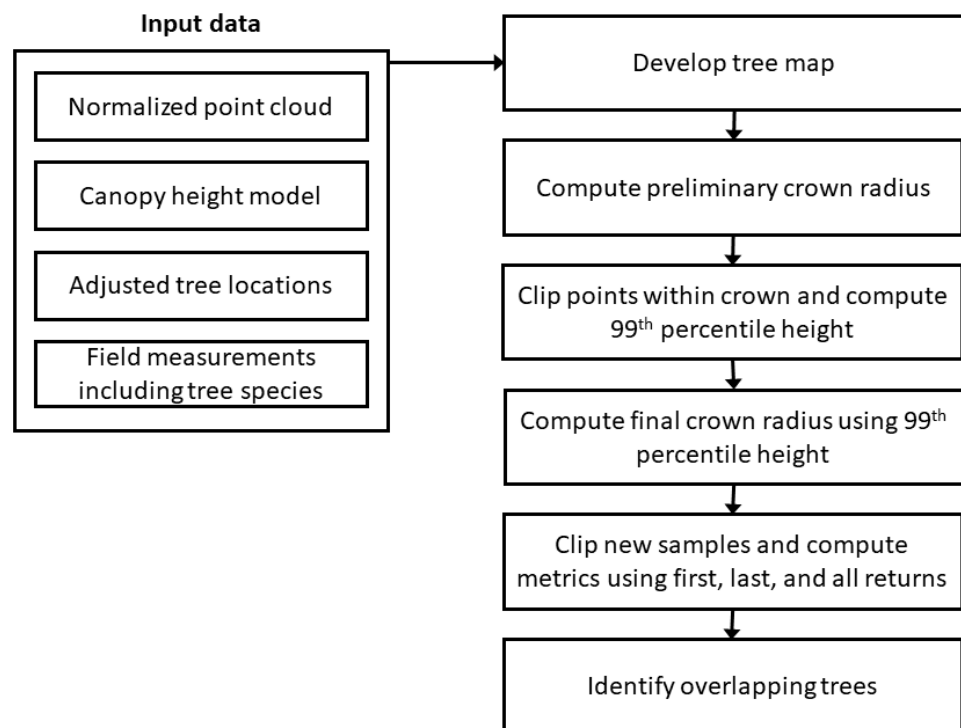 Input data
Normalized point cloud
Canopy height model
Adjusted tree locations
Field measurements
including tree species
Develop tree map
Compute preliminary crown radius
Clip points within crown and compute
99th percentile height
Compute final crown radius using 99th
percentile height
Clip new samples and compute
metrics using first, last, and all returns
Identify overlapping trees